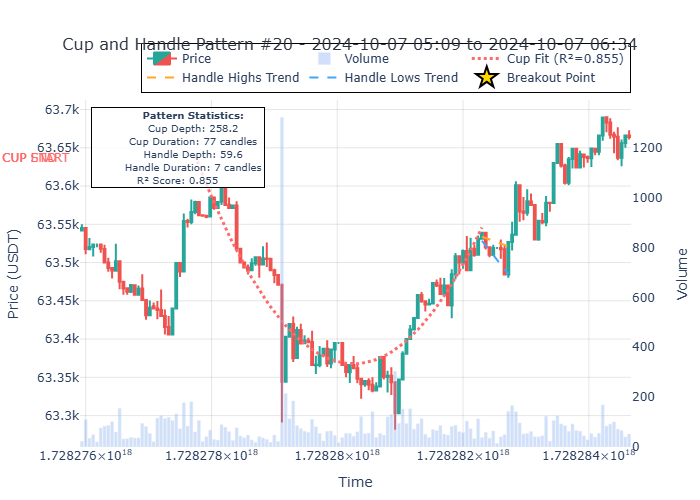 Cup and Handle Pattern #20 - 2024-10-07 05:09 to 2024-10-07 06:34
Price Volume Cup Fit (R²=0.855)
Handle Highs Trend Handle Lows Trend Breakout Point
Pattern Statistics:
Cup Depth: 258.2
Cup Duration: 77 candles
Handle Depth: 59.6
Handle Duration: 7 candles
R² Score: 0.855
CUP START
63.7k
63.65k
63.6k
63.55k
63.5k
63.45k
63.4k
63.35k
63.3k
Price (USDT)
1200
1000
800
600
400
200
0
Volume
1.728276×10¹⁸ 1.728278×10¹⁸ 1.72828×10¹⁸ 1.728282×10¹⁸ 1.728284×10¹⁸
Time